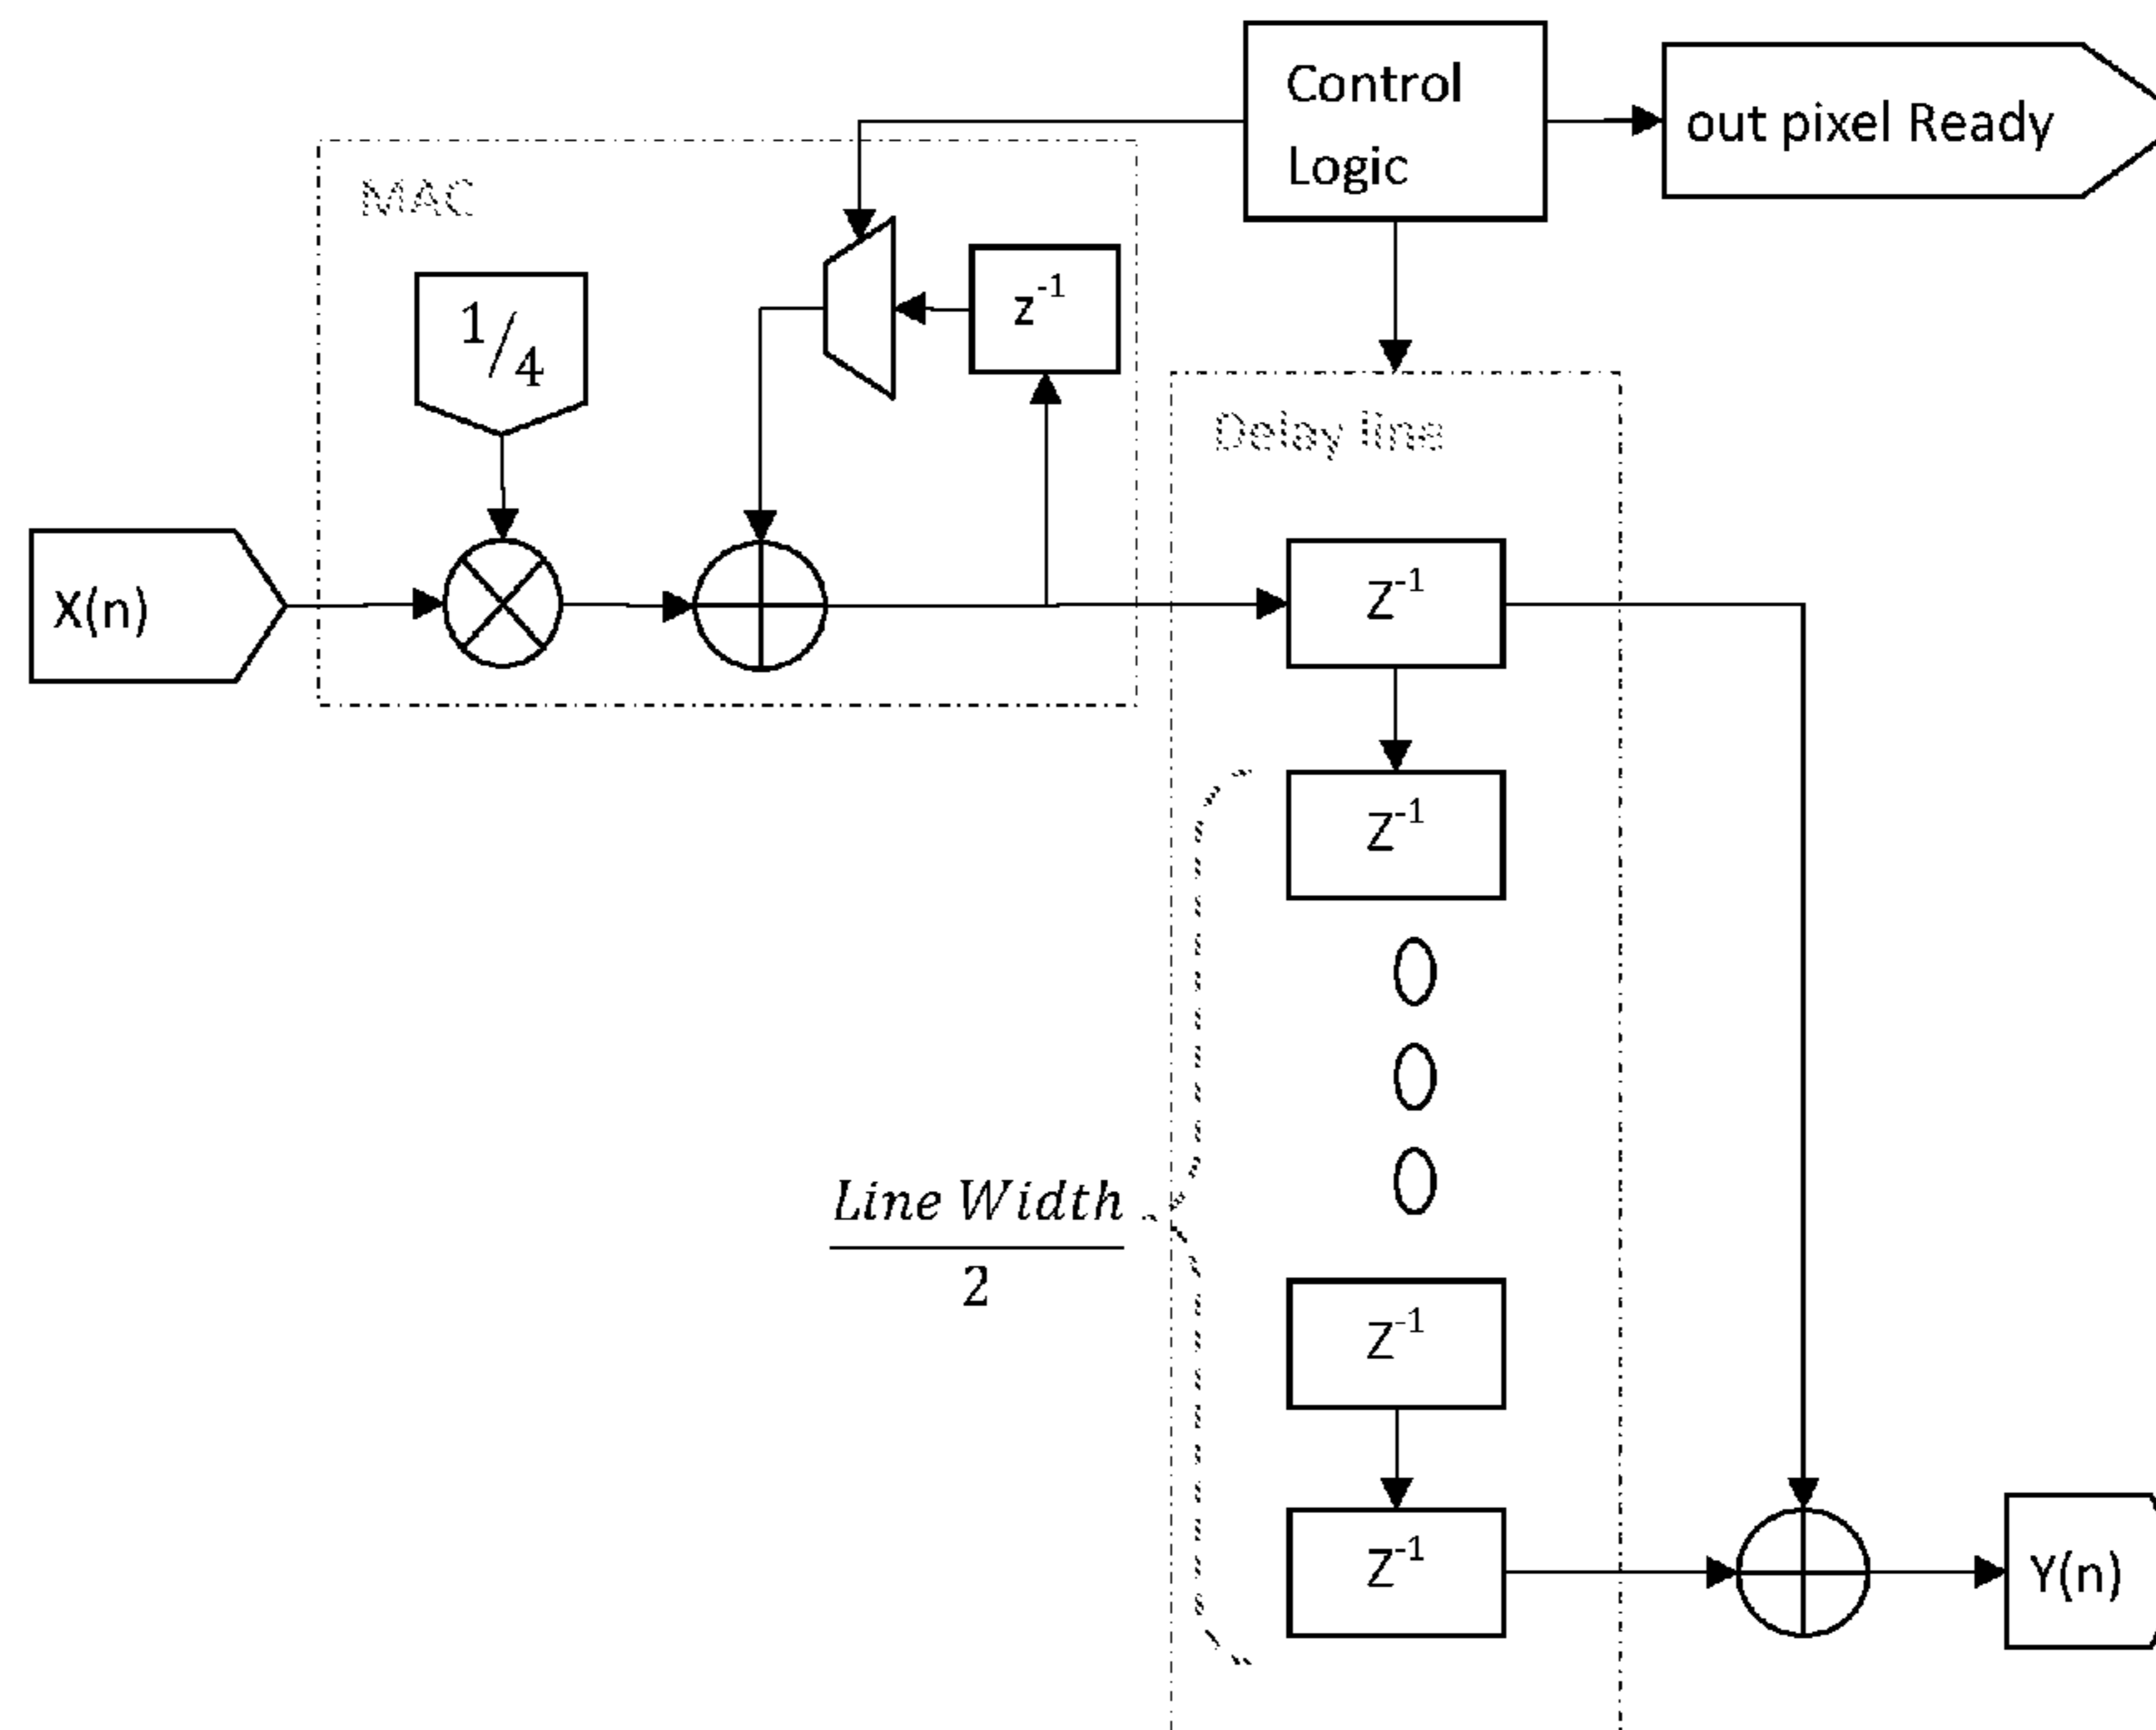 Control
Logic
out pixel Ready
MAC
1/4
z⁻¹
Delay line
X(n)
Z⁻¹
Z⁻¹
Line Width
2
Z⁻¹
Z⁻¹
Y(n)